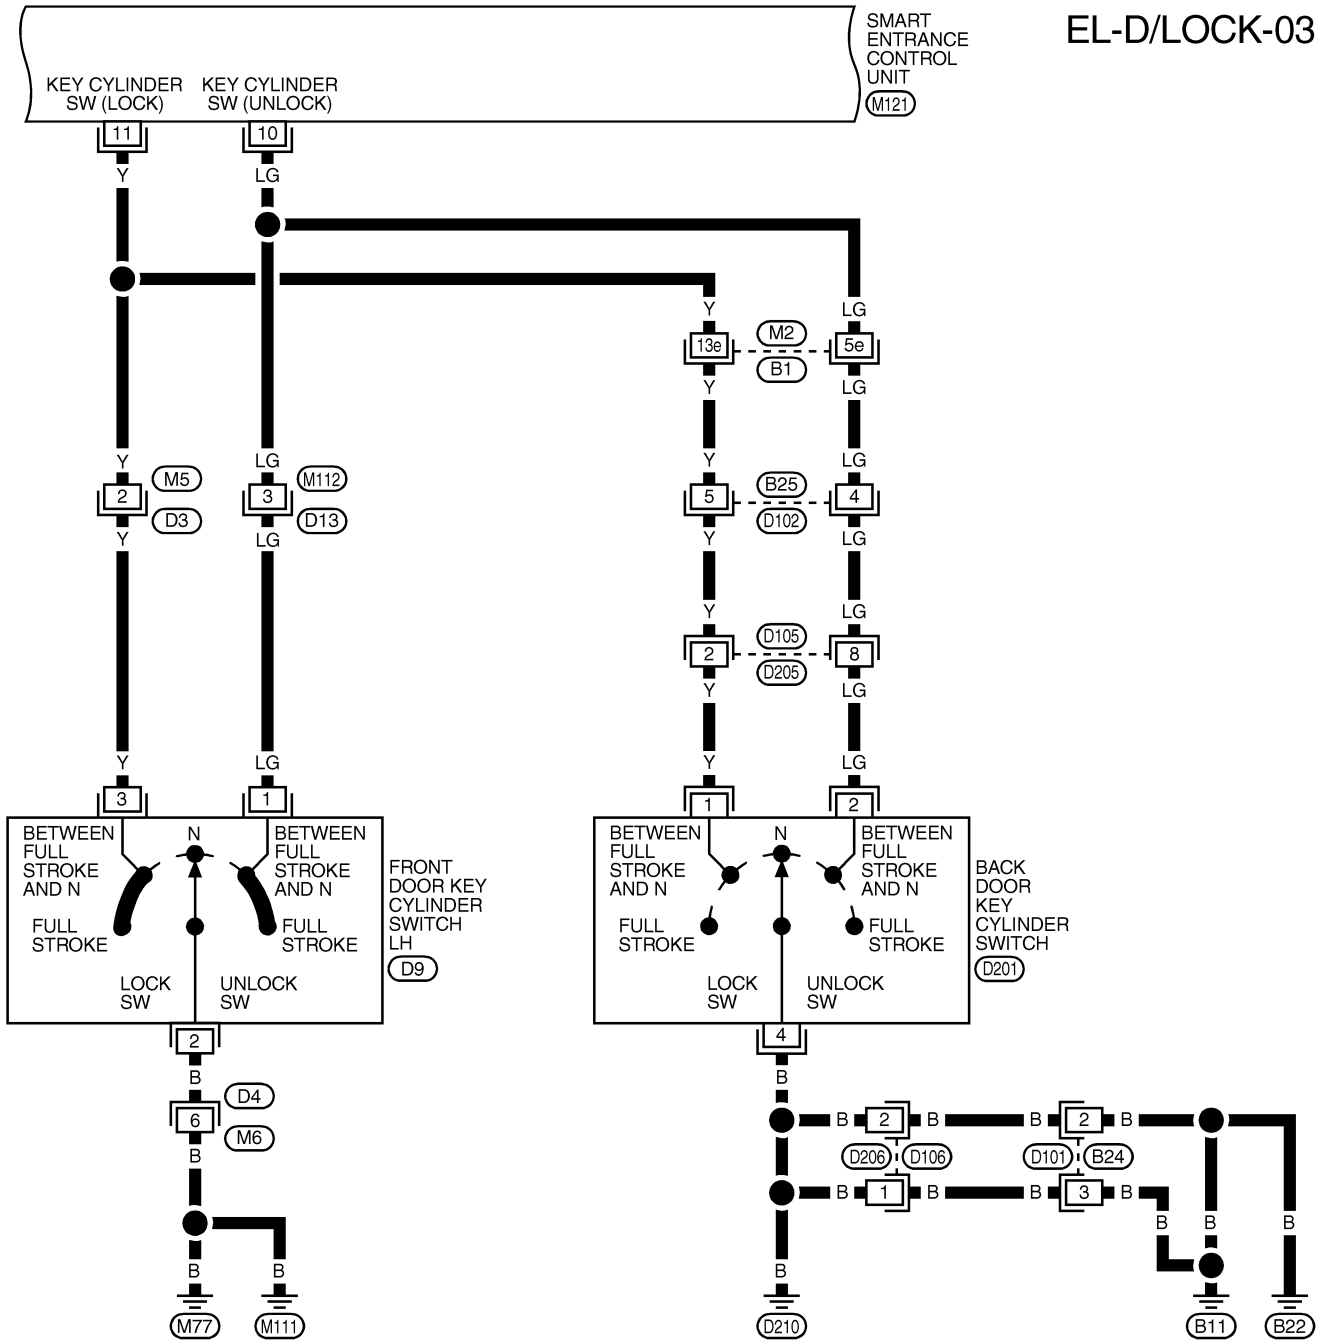 EL-D/LOCK-03
SMART
ENTRANCE
CONTROL
UNIT
M121
KEY CYLINDER
SW (LOCK)
KEY CYLINDER
SW (UNLOCK)
11
10
Y
LG
Y
LG
13e
M2
5e
B1
Y
LG
Y
LG
Y
LG
2
M5
3
M112
5
B25
4
D3
D13
D102
Y
LG
Y
LG
Y
LG
2
D105
8
D205
Y
LG
Y
LG
Y
LG
3
1
1
2
BETWEEN
FULL
STROKE
AND N
N
BETWEEN
FULL
STROKE
AND N
FULL
STROKE
FULL
STROKE
LOCK
SW
UNLOCK
SW
FRONT
DOOR KEY
CYLINDER
SWITCH
LH
D9
BETWEEN
FULL
STROKE
AND N
N
BETWEEN
FULL
STROKE
AND N
FULL
STROKE
FULL
STROKE
LOCK
SW
UNLOCK
SW
BACK
DOOR
KEY
CYLINDER
SWITCH
D201
2
4
B
B
D4
6
M6
B
B 2 B
B 2 B
D206 D106
D101 B24
B 1 B
B 3 B
B
B
B
B
B
B
M77
M111
D210
B11
B22